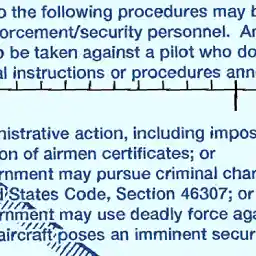 o the following procedures may b
forcement/security personnel. An
o be taken against a pilot who do
al instructions or procedures ann
nistrative action, including impos
on of airmen certificates; or
rnment may pursue criminal char
d States Code, Section 46307; or
rnment may use deadly force aga
aircraft poses an imminent secur